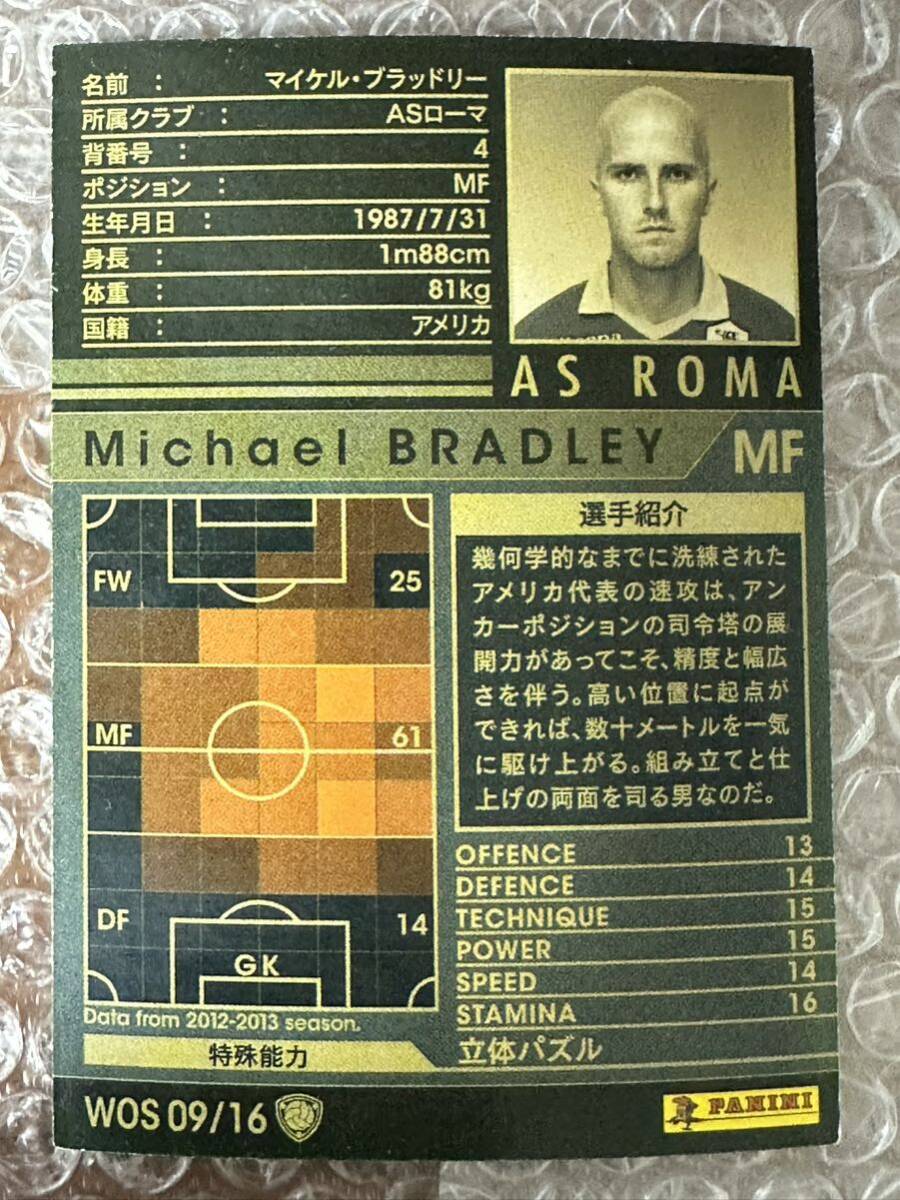 名前 : マイケル・ブラッドリー
所属クラブ : ASローマ
背番号 : 4
ポジション : MF
生年月日 : 1987/7/31
身長 : 1m88cm
体重 : 81kg
国籍 : アメリカ
AS ROMA
Michael BRADLEY MF
FW 25
MF 61
DF 14
GK
Data from 2012-2013 season.
特殊能力
選手紹介
幾何学的なまでに洗練された
アメリカ代表の速攻は、アン
カーポジションの司令塔の展
開力があってこそ、精度と幅広
さを伴う。高い位置に起点が
できれば、数十メートルを一気
に駆け上がる。組み立てと仕
上げの両面を司る男なのだ。
OFFENCE 13
DEFENCE 14
TECHNIQUE 15
POWER 15
SPEED 14
STAMINA 16
立体パズル
WOS 09/16
PANINI